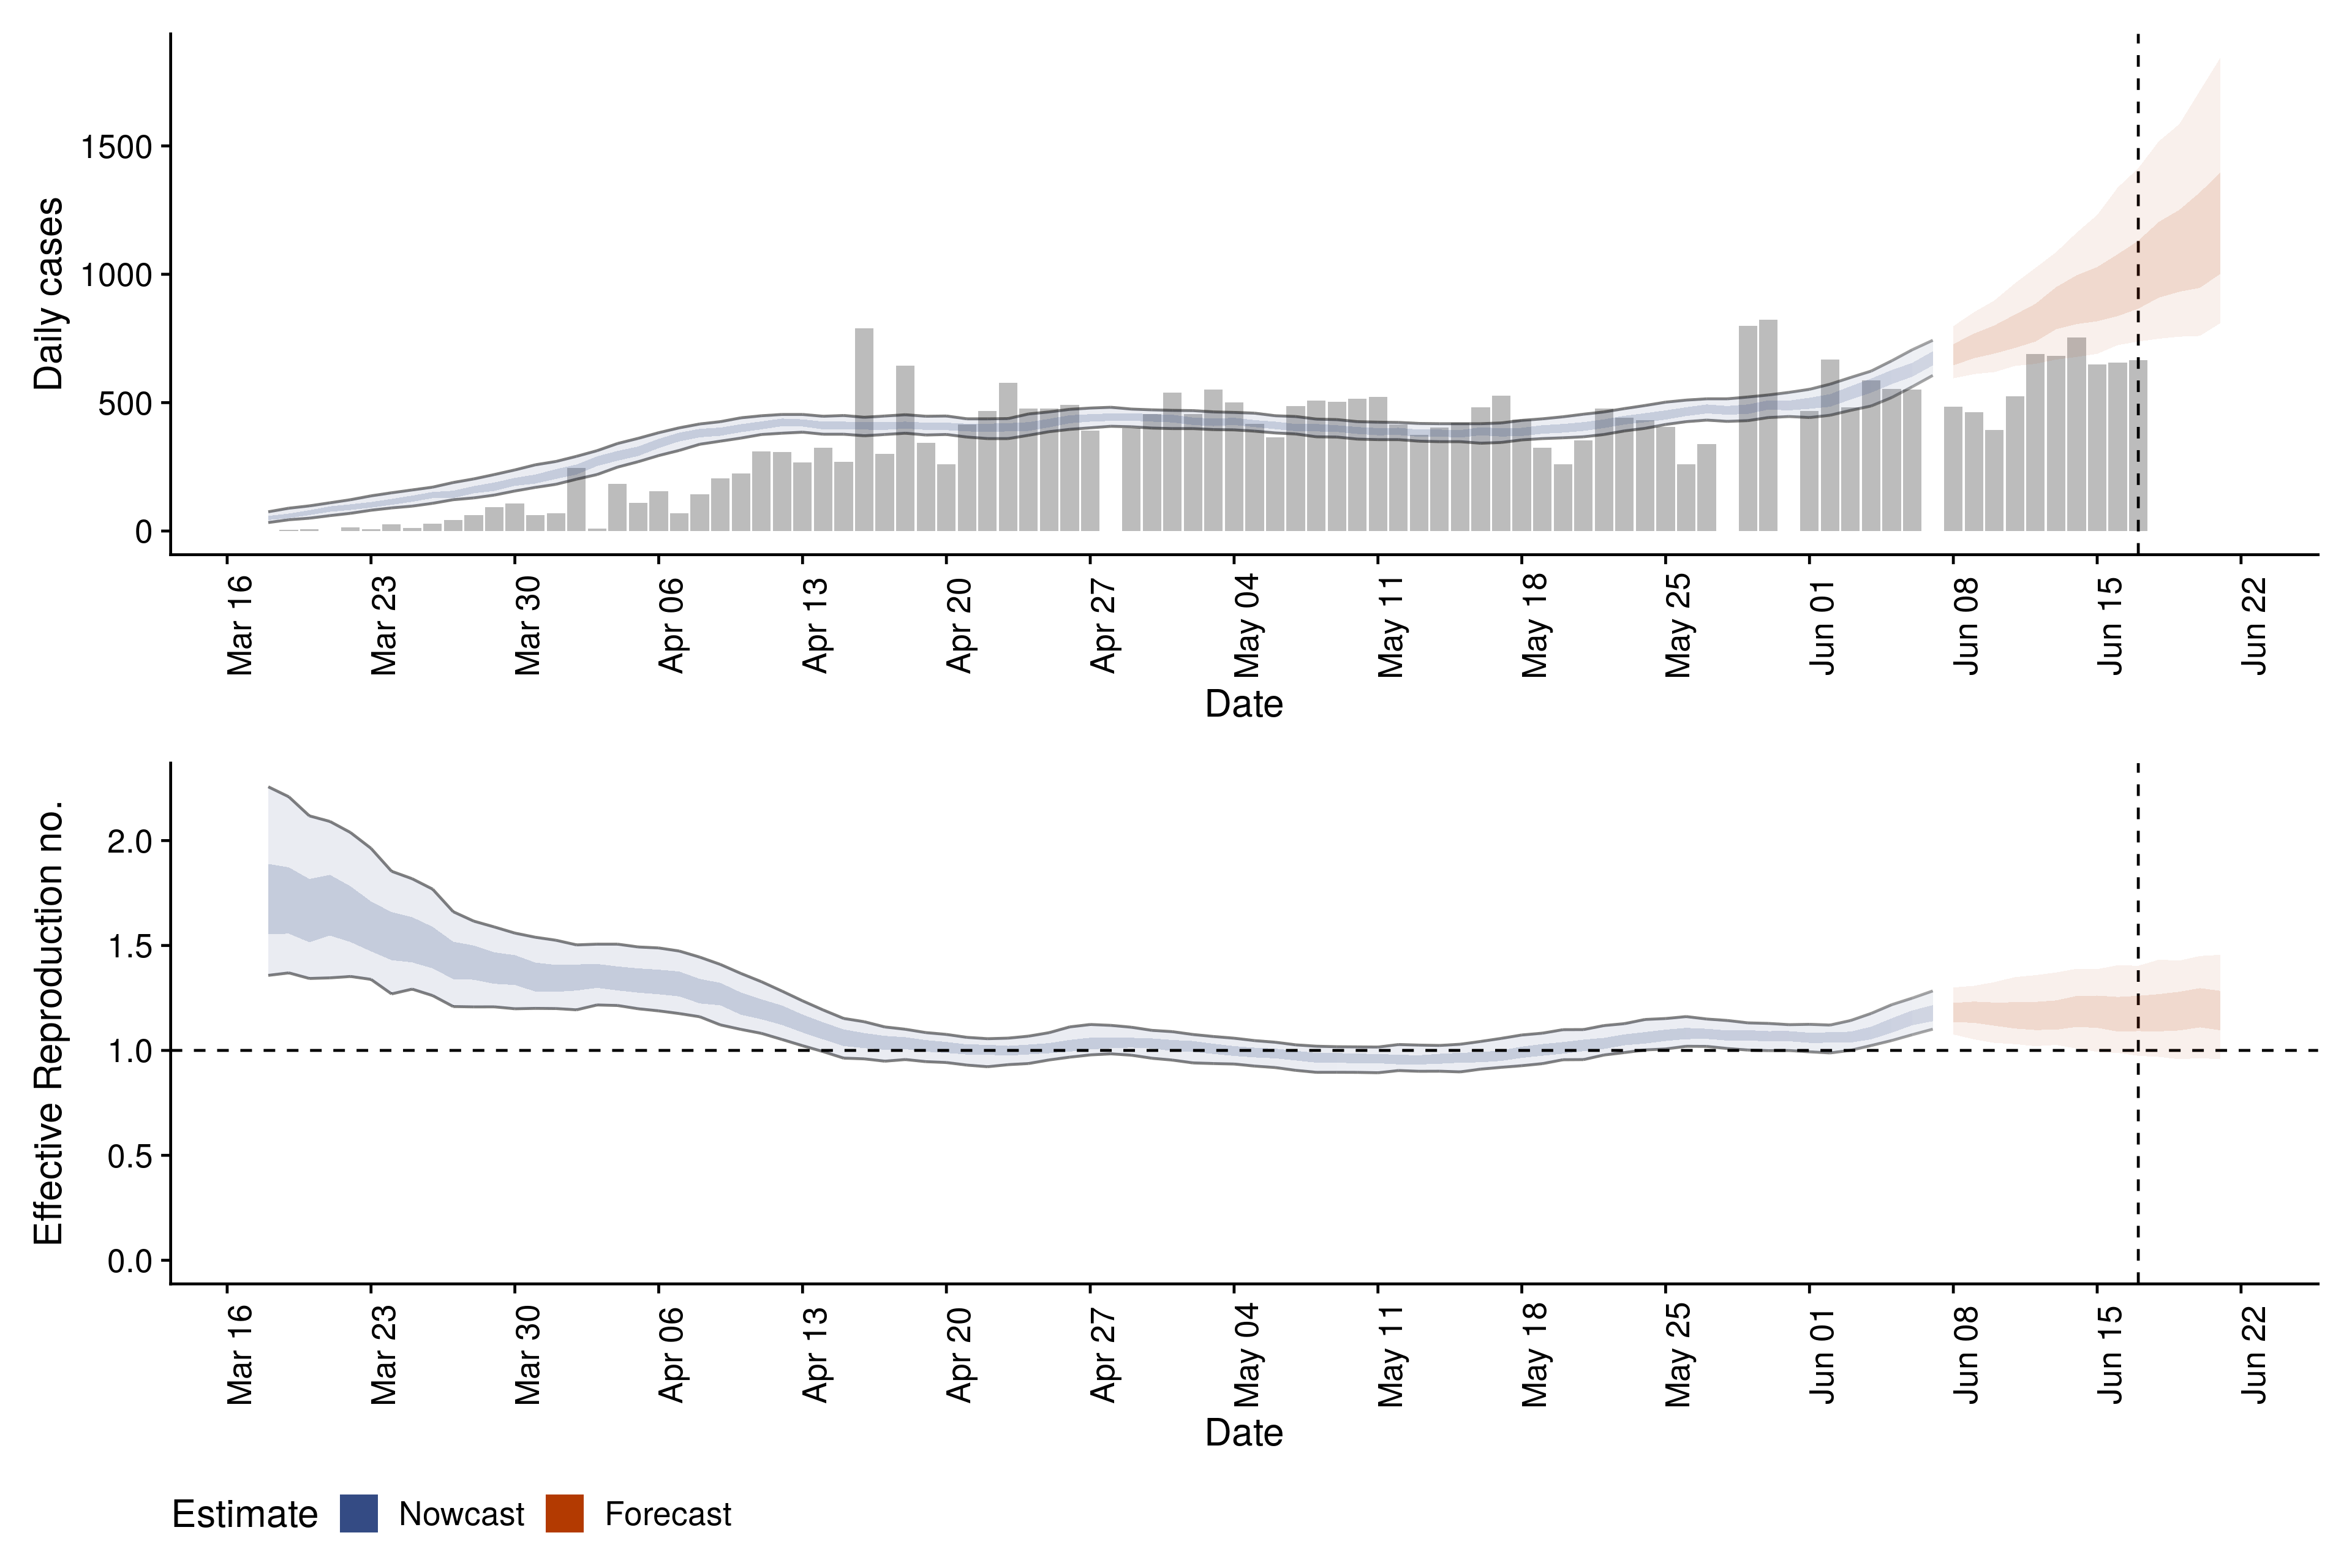 Daily cases
1500
1000
500
0
Mar 16
Mar 23
Mar 30
Apr 06
Apr 13
Apr 20
Apr 27
May 04
May 11
May 18
May 25
Jun 01
Jun 08
Jun 15
Jun 22
Date
Effective Reproduction no.
2.0
1.5
1.0
0.5
0.0
Mar 16
Mar 23
Mar 30
Apr 06
Apr 13
Apr 20
Apr 27
May 04
May 11
May 18
May 25
Jun 01
Jun 08
Jun 15
Jun 22
Date
Estimate Nowcast Forecast